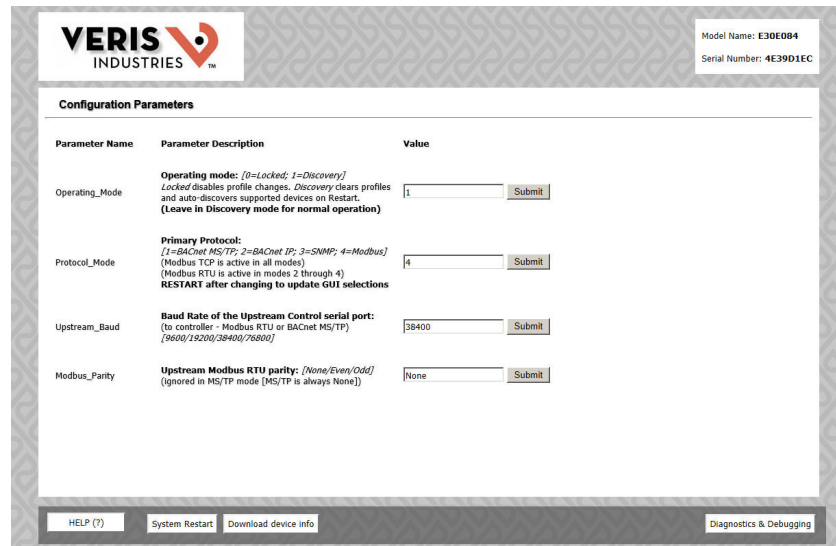 VERIS
INDUSTRIES
TM
Model Name: E30E084
Serial Number: 4E39D1EC
Configuration Parameters
Parameter Name Parameter Description Value
Operating_Mode
Operating mode: [0=Locked; 1=Discovery]
Locked disables profile changes. Discovery clears profiles
and auto-discovers supported devices on Restart.
(Leave in Discovery mode for normal operation)
1 Submit
Protocol_Mode
Primary Protocol:
[1=BACnet MS/TP; 2=BACnet IP; 3=SNMP; 4=Modbus]
(Modbus TCP is active in all modes)
(Modbus RTU is active in modes 2 through 4)
RESTART after changing to update GUI selections
4 Submit
Upstream_Baud
Baud Rate of the Upstream Control serial port:
(to controller - Modbus RTU or BACnet MS/TP)
[9600/19200/38400/76800]
38400 Submit
Modbus_Parity
Upstream Modbus RTU parity: [None/Even/Odd]
(ignored in MS/TP mode [MS/TP is always None])
None Submit
HELP (?) System Restart Download device info Diagnostics & Debugging